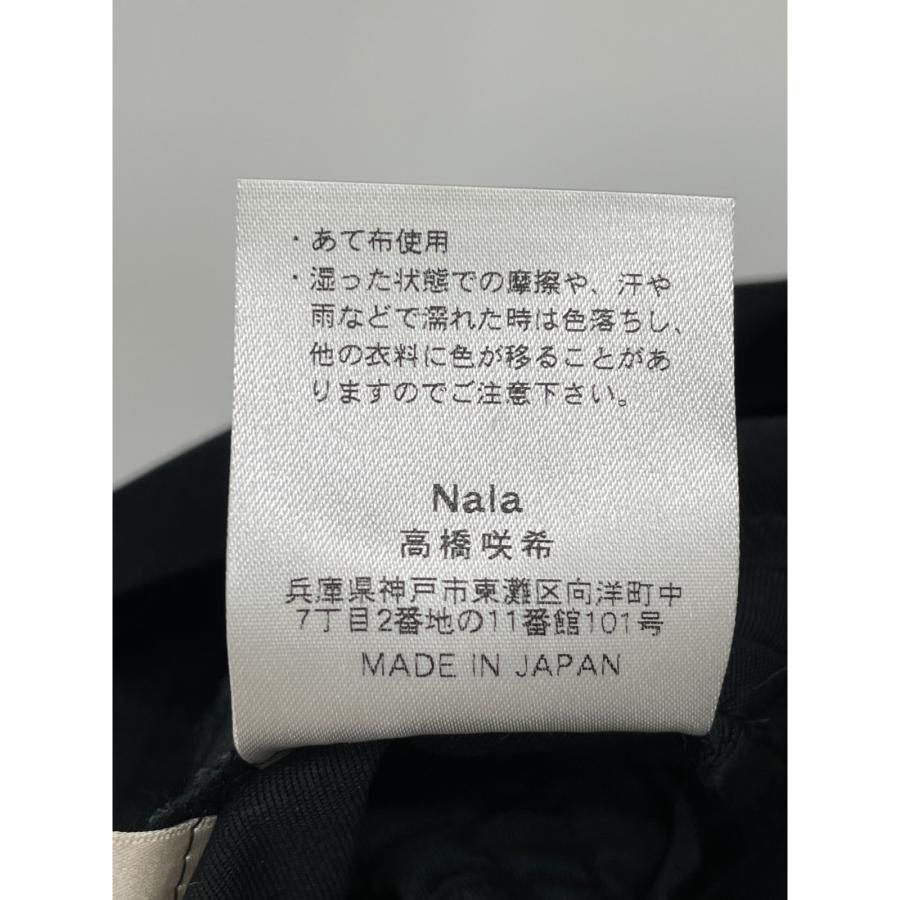 ・あて布使用
・湿った状態での摩擦や、汗や
雨などで濡れた時は色落ちし、
他の衣料に色が移ることがあ
りますのでご注意下さい。
Nala
高橋咲希
兵庫県神戸市東灘区向洋町中
7丁目2番地の11番館101号
MADE IN JAPAN